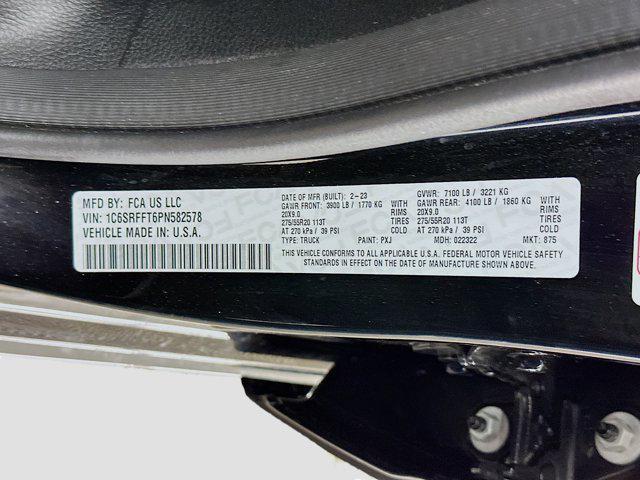 MFD BY: FCA US LLC
VIN: 1C6SRFFT6PN582578
VEHICLE MADE IN: U.S.A.
DATE OF MFR (BUILT): 2-23
GAWR FRONT: 3900 LB / 1770 KG WITH
20X9.0 RIMS
275/55R20 113T TIRES
AT 270 kPa / 39 PSI COLD
TYPE: TRUCK PAINT: PXJ
GVWR: 7100 LB / 3221 KG
GAWR REAR: 4100 LB / 1860 KG WITH
20X9.0 RIMS
275/55R20 113T TIRES
AT 270 kPa / 39 PSI COLD
MDH: 022322 MKT: 875
THIS VEHICLE CONFORMS TO ALL APPLICABLE U.S.A. FEDERAL MOTOR VEHICLE SAFETY
STANDARDS IN EFFECT ON THE DATE OF MANUFACTURE SHOWN ABOVE.